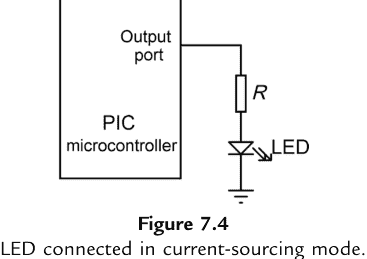 Output
port
R
PIC
microcontroller
LED
Figure 7.4
LED connected in current-sourcing mode.